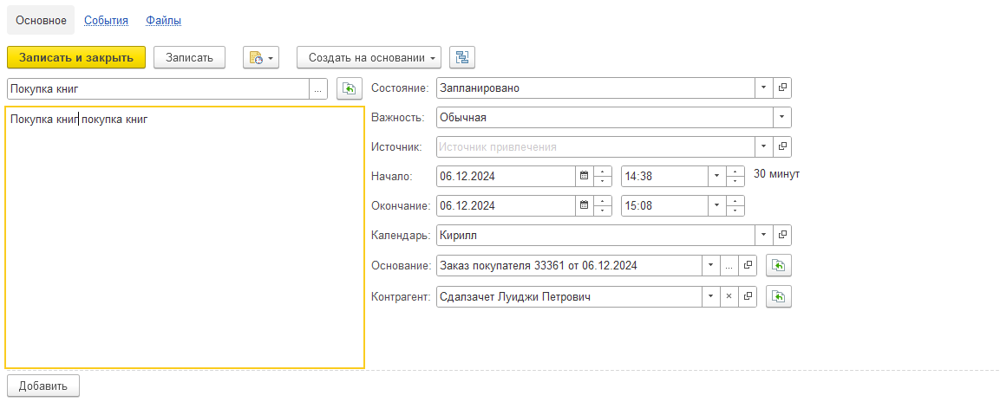 Основное События Файлы
Записать и закрыть Записать Создать на основании
Покупка книг ...
Покупка книг покупка книг
Состояние: Запланировано
Важность: Обычная
Источник: Источник привлечения
Начало: 06.12.2024 14:38 30 минут
Окончание: 06.12.2024 15:08
Календарь: Кирилл
Основание: Заказ покупателя 33361 от 06.12.2024 ...
Контрагент: Сдалзачет Луиджи Петрович ×
Добавить